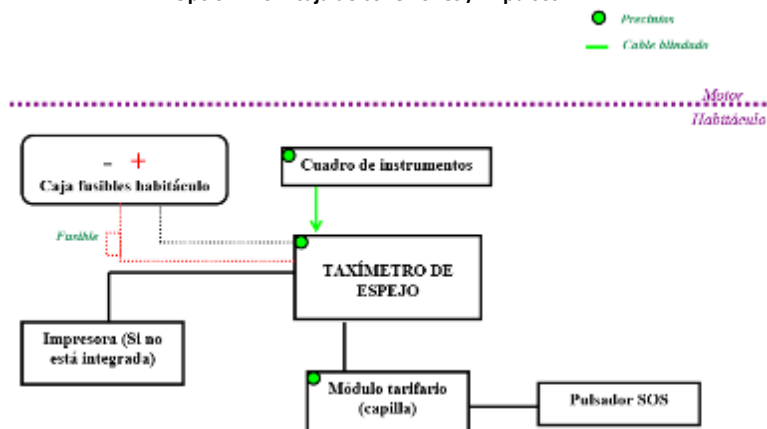 Precintos
Cable blindado
Motor
Habitáculo
- +
Caja fusibles habitáculo
Cuadro de instrumentos
Fusible
TAXÍMETRO DE
ESPEJO
Impresora (Si no
está integrada)
Módulo tarifario
(capilla)
Pulsador SOS